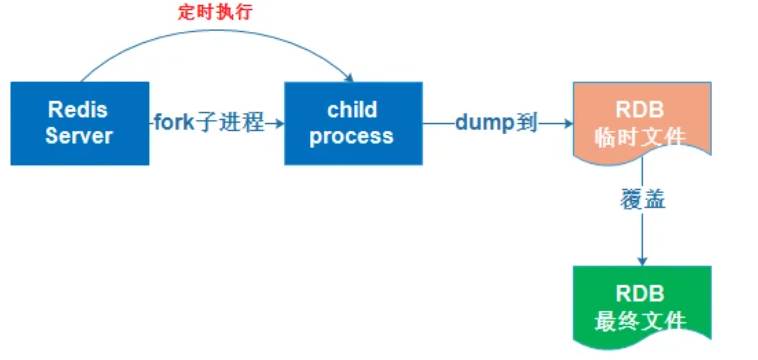 定时执行
Redis
Server
fork子进程
child
process
dump到
RDB
临时文件
覆盖
RDB
最终文件